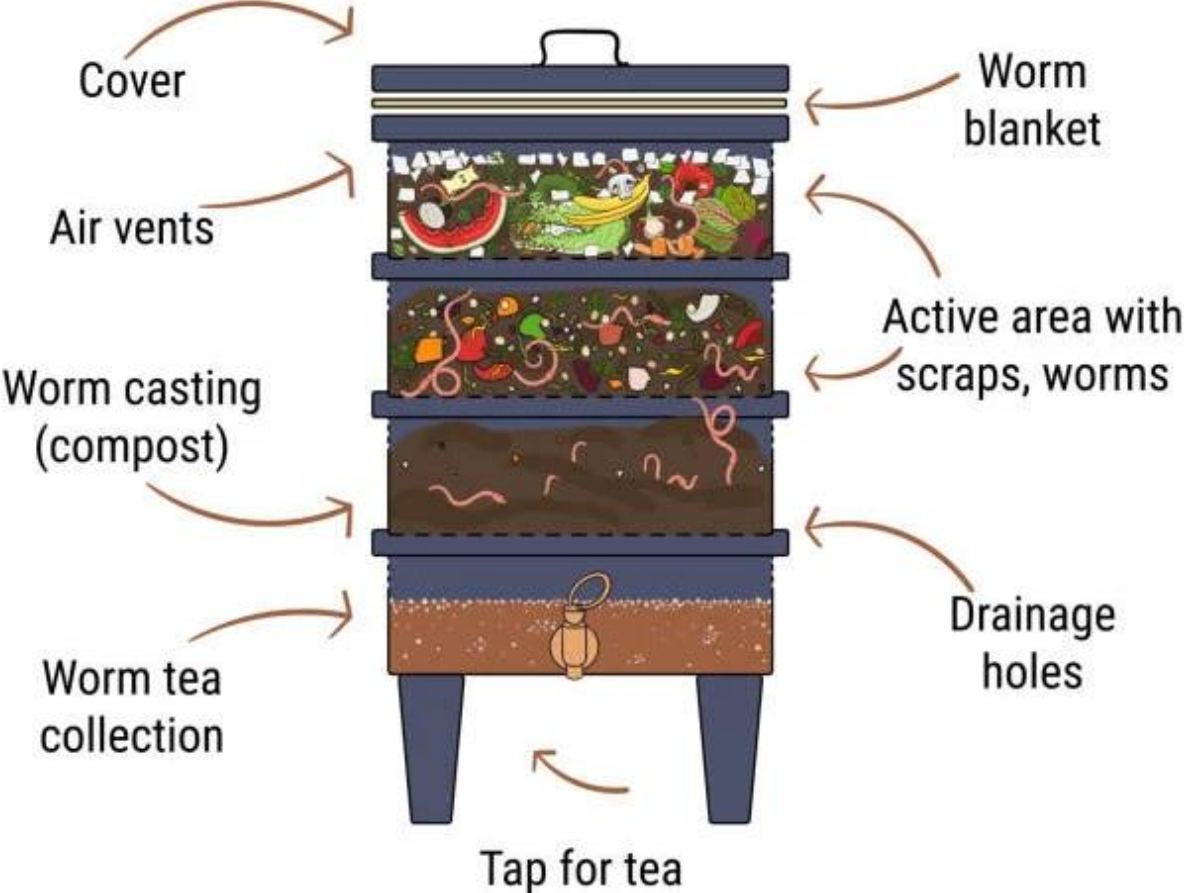 Cover
Worm
blanket
Air vents
Active area with
scraps, worms
Worm casting
(compost)
Drainage
holes
Worm tea
collection
Tap for tea